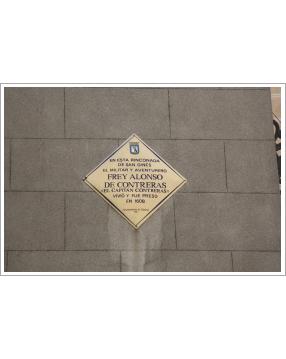 EN ESTA RINCONADA
DE SAN GINÉS
EL MILITAR Y AVENTURERO
FREY ALONSO
DE CONTRERAS
«EL CAPITÁN CONTRERAS»
VIVIÓ Y FUE PRESO
EN 1608